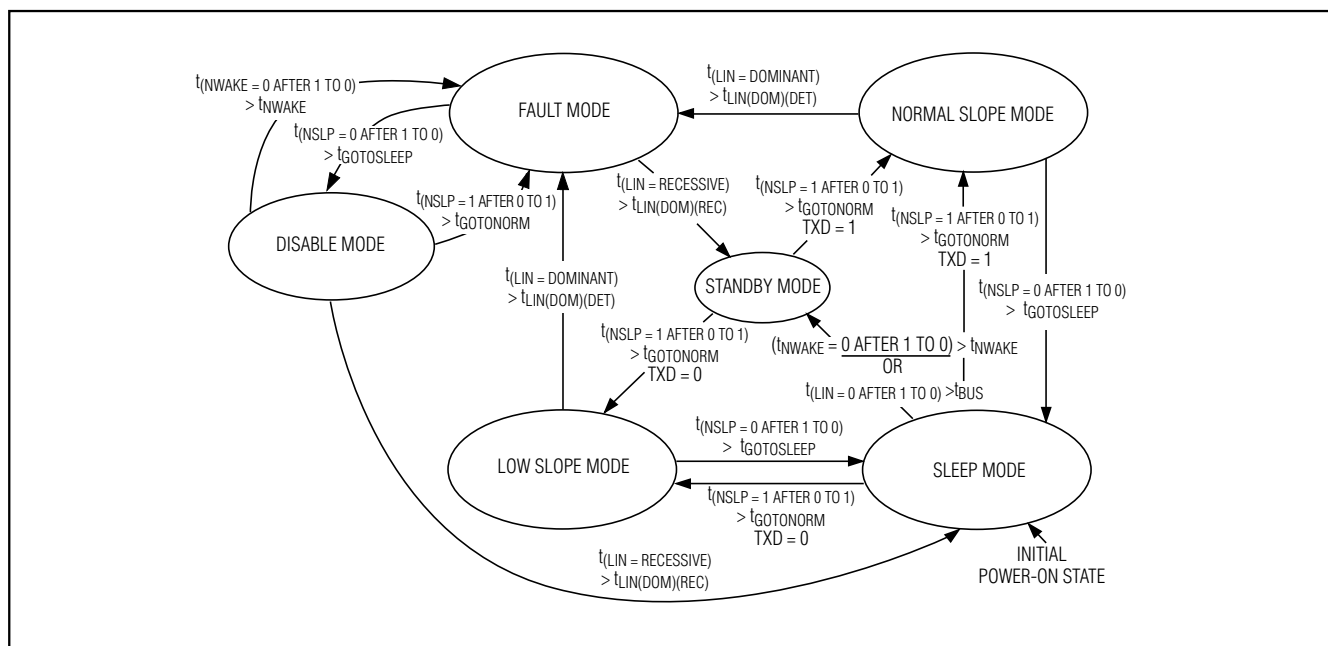 t(NWAKE = 0 AFTER 1 TO 0)
> tNWAKE
FAULT MODE
t(LIN = DOMINANT)
> tLIN(DOM)(DET)
NORMAL SLOPE MODE
t(NSLP = 0 AFTER 1 TO 0)
> tGOTOSLEEP
t(LIN = RECESSIVE)
> tLIN(DOM)(REC)
t(NSLP = 1 AFTER 0 TO 1)
> tGOTONORM
TXD = 1
t(NSLP = 1 AFTER 0 TO 1)
> tGOTONORM
t(NSLP = 1 AFTER 0 TO 1)
> tGOTONORM
TXD = 1
DISABLE MODE
t(LIN = DOMINANT)
> tLIN(DOM)(DET)
STANDBY MODE
t(NSLP = 0 AFTER 1 TO 0)
> tGOTOSLEEP
t(NSLP = 1 AFTER 0 TO 1)
> tGOTONORM
TXD = 0
(tNWAKE = 0 AFTER 1 TO 0) > tNWAKE
OR
t(LIN = 0 AFTER 1 TO 0) >tBUS
LOW SLOPE MODE
t(NSLP = 0 AFTER 1 TO 0)
> tGOTOSLEEP
SLEEP MODE
t(NSLP = 1 AFTER 0 TO 1)
> tGOTONORM
TXD = 0
t(LIN = RECESSIVE)
> tLIN(DOM)(REC)
INITIAL
POWER-ON STATE